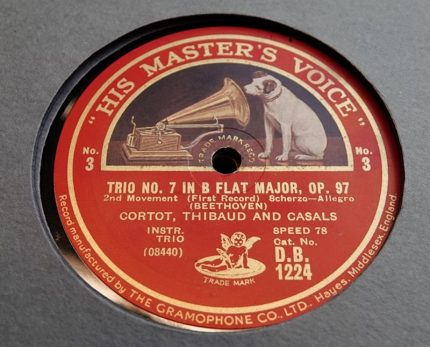 "HIS MASTER'S VOICE"
TRADE MARK REGD
No. 3
No. 3
TRIO NO. 7 IN B FLAT MAJOR, OP. 97
2nd Movement (First Record) Scherzo—Allegro
(BEETHOVEN)
CORTOT, THIBAUD AND CASALS
INSTR. TRIO
(08440)
SPEED 78
Cat. No.
D.B.
1224
TRADE MARK
Record manufactured by THE GRAMOPHONE CO., LTD. Hayes, Middlesex England.